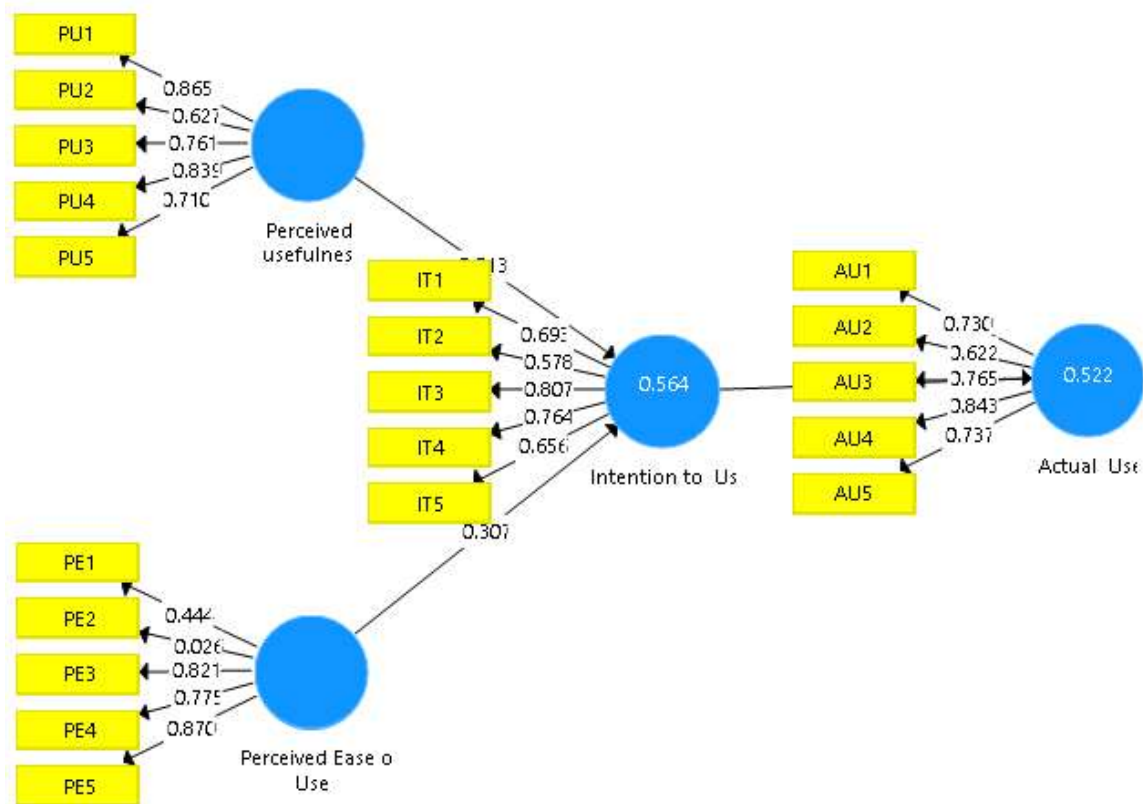 PU1
PU2
PU3
PU4
PU5
0.865
0.627
0.761
0.839
0.710
Perceived
usefulnes
IT1
IT2
IT3
IT4
IT5
0.693
0.578
0.807
0.764
0.656
0.564
Intention to Us
AU1
AU2
AU3
AU4
AU5
0.730
0.622
0.765
0.843
0.737
0.522
Actual Use
0.307
PE1
PE2
PE3
PE4
PE5
0.444
0.026
0.821
0.775
0.870
Perceived Ease o
Use